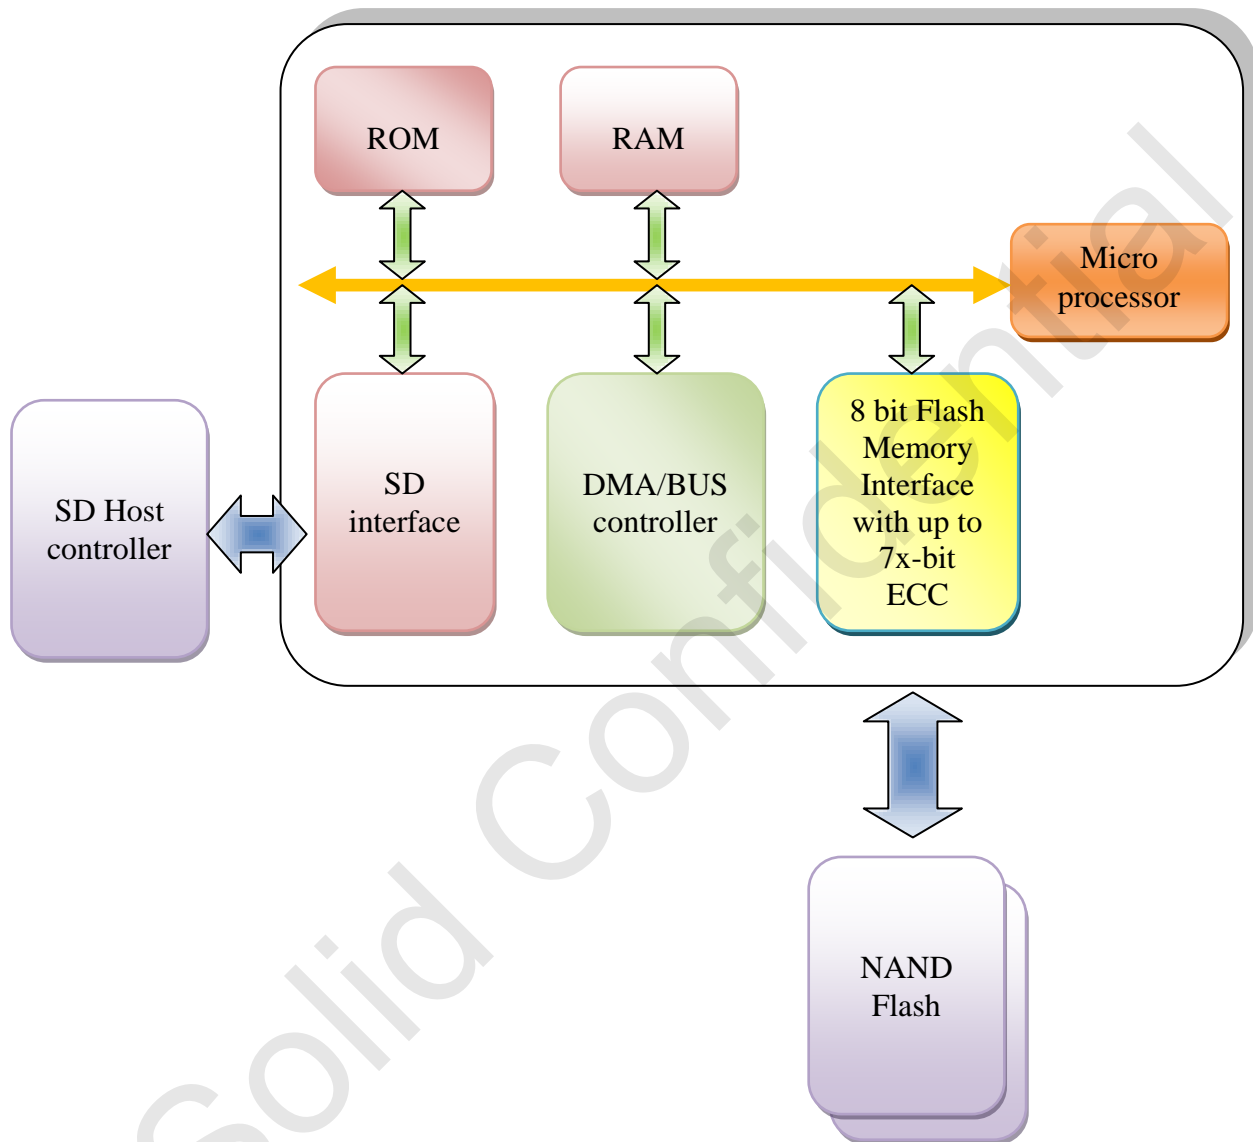 ROM
RAM
Micro
processor
SD Host
controller
SD
interface
DMA/BUS
controller
8 bit Flash
Memory
Interface
with up to
7x-bit
ECC
NAND
Flash
Solid Confidential